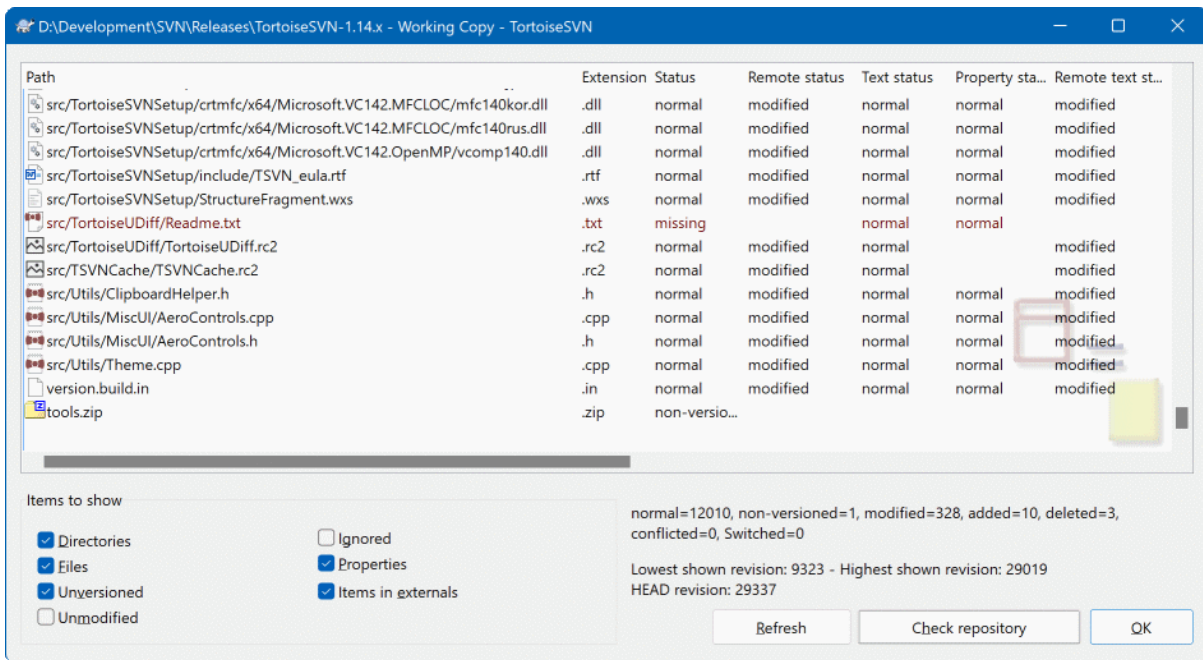 D:\Development\SVN\Releases\TortoiseSVN-1.14.x - Working Copy - TortoiseSVN
Path Extension Status Remote status Text status Property sta... Remote text st...
src/TortoiseSVNSetup/crtmfc/x64/Microsoft.VC142.MFCLOC/mfc140kor.dll .dll normal modified normal normal modified
src/TortoiseSVNSetup/crtmfc/x64/Microsoft.VC142.MFCLOC/mfc140rus.dll .dll normal modified normal normal modified
src/TortoiseSVNSetup/crtmfc/x64/Microsoft.VC142.OpenMP/vcomp140.dll .dll normal modified normal normal modified
src/TortoiseSVNSetup/include/TSVN_eula.rtf .rtf normal modified normal normal modified
src/TortoiseSVNSetup/StructureFragment.wxs .wxs normal modified normal normal modified
src/TortoiseUDiff/Readme.txt .txt missing normal normal
src/TortoiseUDiff/TortoiseUDiff.rc2 .rc2 normal modified normal modified
src/TSVNCache/TSVNCache.rc2 .rc2 normal modified normal modified
src/Utils/ClipboardHelper.h .h normal modified normal normal modified
src/Utils/MiscUI/AeroControls.cpp .cpp normal modified normal normal modified
src/Utils/MiscUI/AeroControls.h .h normal modified normal normal modified
src/Utils/Theme.cpp .cpp normal modified normal normal modified
version.build.in .in normal modified normal normal modified
tools.zip .zip non-versio...
Items to show
Directories
Files
Unversioned
Unmodified
Ignored
Properties
Items in externals
normal=12010, non-versioned=1, modified=328, added=10, deleted=3,
conflicted=0, Switched=0
Lowest shown revision: 9323 - Highest shown revision: 29019
HEAD revision: 29337
Refresh
Check repository
OK